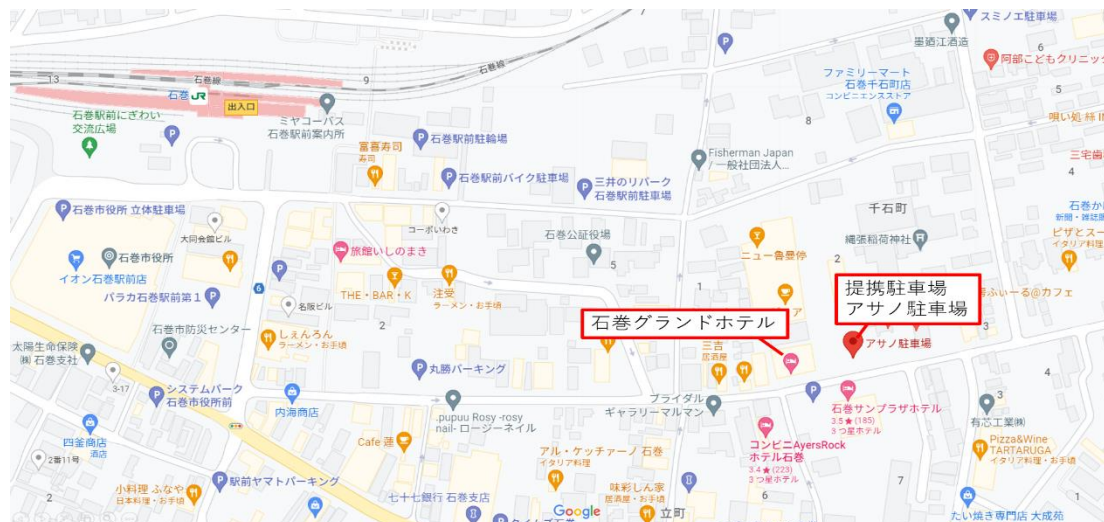 7
スミノエ駐車場
墨廼江酒造
6
阿部こどもクリニック
石巻線
石巻線
13
9
石巻 JR
出入口
ファミリーマート
石巻千石町店
コンビニエンスストア
5
石巻駅前にぎわい
交流広場
ミヤコーバス
石巻駅前案内所
8
唄い処 絆
富喜寿司
寿司
石巻駅前駐輪場
Fisherman Japan
/ 一般社団法人...
三宅歯
石巻駅前バイク駐車場
三井のリパーク
石巻駅前駐車場
石巻市役所 立体駐車場
コーポいわき
千石町
石巻か
新聞・雑誌
大同会館ビル
石巻公証役場
縄張稲荷神社
ピザとスー
イタリア料理
石巻市役所
旅館いしのまき
ニュー魯曼停
イオン石巻駅前店
5
2
パラカ石巻駅前第1
6
THE・BAR・K
注受
ラーメン・お手頃
1
提携駐車場
アサノ駐車場
ふぃーる@カフェ
名阪ビル
石巻グランドホテル
ア
石巻市防災センター
しぇんろん
ラーメン・お手頃
2
三吉
居酒屋
アサノ駐車場
3
太陽生命保険
㈱ 石巻支社
丸勝パーキング
4
3-17
システムパーク
石巻市役所前
内海商店
.pupuu Rosy -rosy
nail- ロージーネイル
ブライダル
ギャラリーマルマン
石巻サンプラザホテル
3.5★(185)
3 つ星ホテル
3
有芯工業㈱
四釜商店
酒店
Cafe 蓮
アル・ケッチァーノ 石巻
イタリア料理
コンビニAyersRock
ホテル石巻
3.4★(223)
3 つ星ホテル
Pizza&Wine
TARTARUGA
イタリア料理・お手頃
2番11号
駅前ヤマトパーキング
7
小料理 ふなや
日本料理・お手頃
七十七銀行 石巻支店
味彩しん家
居酒屋・お手頃
6
2
Google
立町
たい焼き専門店 大成苑
1